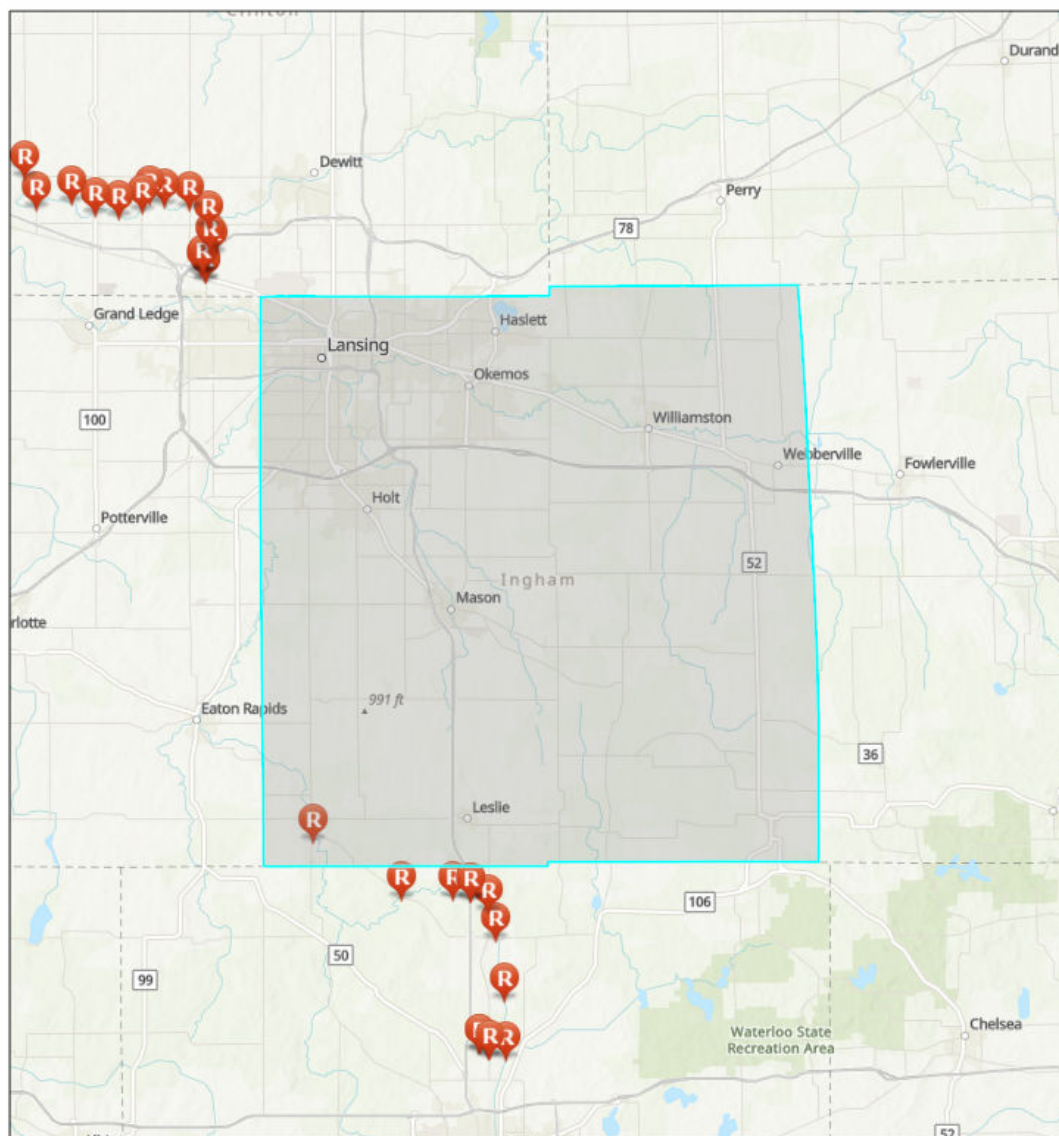 Clinton
Durand
R
Dewitt
R
R
R
R
R
R
R
R
R
Perry
R
R
78
R
Grand Ledge
Haslett
Lansing
Okemos
100
Williamston
Webberville
Fowlerville
Holt
Potterville
52
Ingham
Mason
rlotte
991 ft
Eaton Rapids
36
R
Leslie
R
R
R
R
106
R
50
99
R
R
R
R
Chelsea
Waterloo State
Recreation Area
52